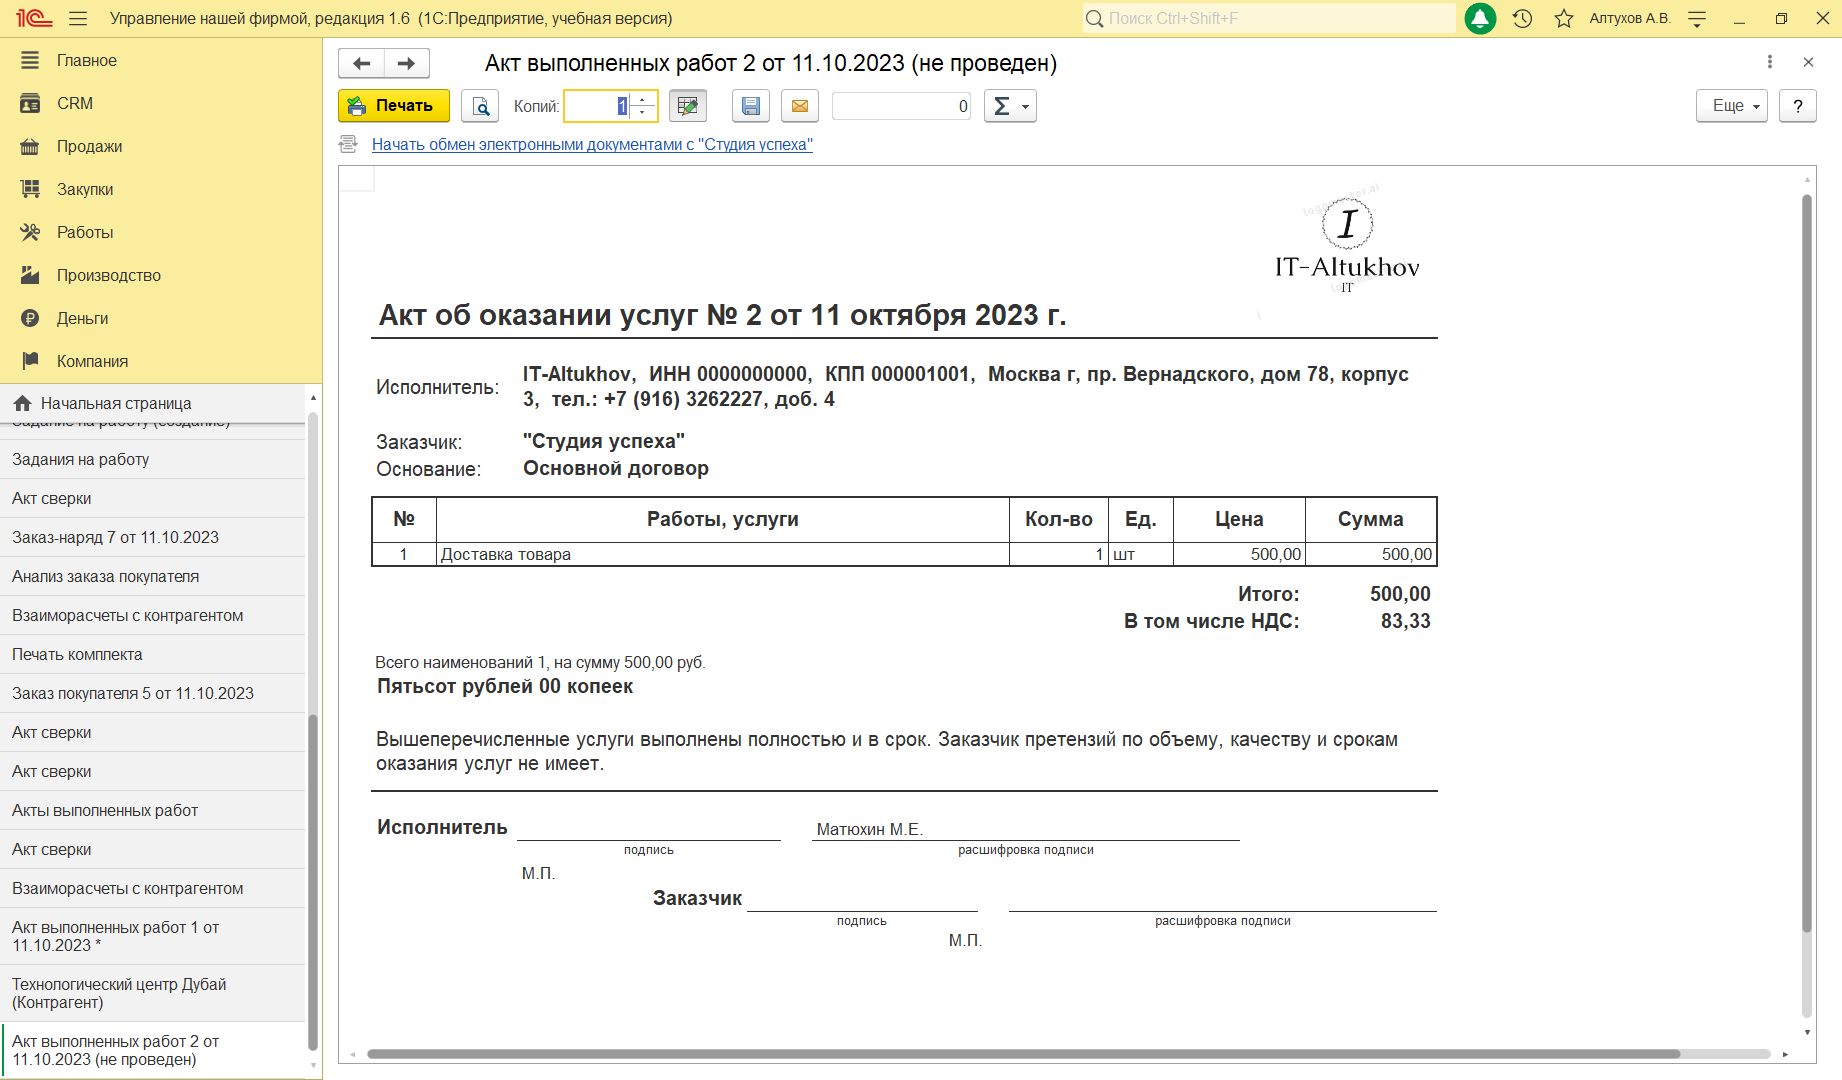 Управление нашей фирмой, редакция 1.6 (1С:Предприятие, учебная версия)
Поиск Ctrl+Shift+F
Алтухов А.В.
Главное
CRM
Продажи
Закупки
Работы
Производство
Деньги
Компания
Начальная страница
Задание на работу (создание)
Задания на работу
Акт сверки
Заказ-наряд 7 от 11.10.2023
Анализ заказа покупателя
Взаиморасчеты с контрагентом
Печать комплекта
Заказ покупателя 5 от 11.10.2023
Акт сверки
Акт сверки
Акты выполненных работ
Акт сверки
Взаиморасчеты с контрагентом
Акт выполненных работ 1 от
11.10.2023 *
Технологический центр Дубай
(Контрагент)
Акт выполненных работ 2 от
11.10.2023 (не проведен)
Акт выполненных работ 2 от 11.10.2023 (не проведен)
Печать
Копий: 1
0
Σ
Еще
?
Начать обмен электронными документами с "Студия успеха"
I
IT-Altukhov
IT
Акт об оказании услуг № 2 от 11 октября 2023 г.
Исполнитель: IT-Altukhov, ИНН 0000000000, КПП 000001001, Москва г, пр. Вернадского, дом 78, корпус
3, тел.: +7 (916) 3262227, доб. 4
Заказчик: "Студия успеха"
Основание: Основной договор
№ Работы, услуги Кол-во Ед. Цена Сумма
1 Доставка товара 1 шт 500,00 500,00
Итого: 500,00
В том числе НДС: 83,33
Всего наименований 1, на сумму 500,00 руб.
Пятьсот рублей 00 копеек
Вышеперечисленные услуги выполнены полностью и в срок. Заказчик претензий по объему, качеству и срокам
оказания услуг не имеет.
Исполнитель Матюхин М.Е.
подпись расшифровка подписи
М.П.
Заказчик
подпись расшифровка подписи
М.П.